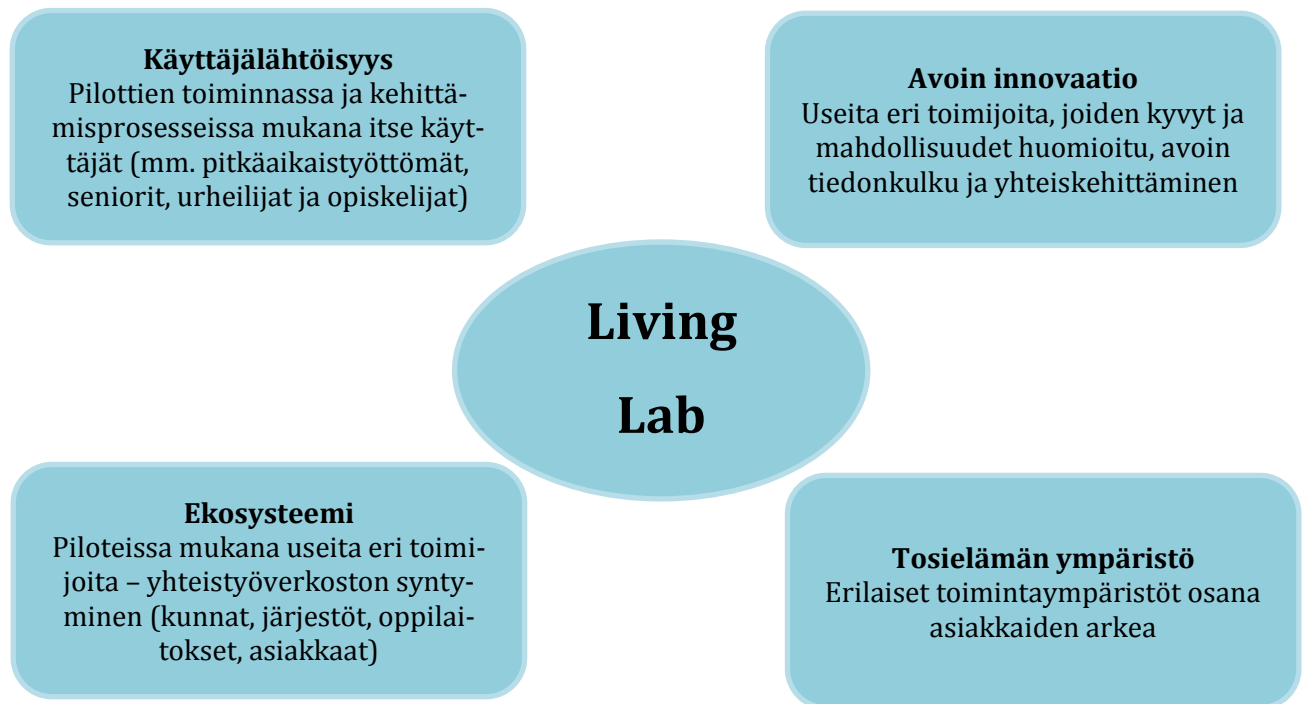 Käyttäjälähtöisyys
Pilottien toiminnassa ja kehittä-
misprosesseissa mukana itse käyt-
täjät (mm. pitkäaikaistyöttömät,
seniorit, urheilijat ja opiskelijat)
Avoin innovaatio
Useita eri toimijoita, joiden kyvyt ja
mahdollisuudet huomioitu, avoin
tiedonkulku ja yhteiskehittäminen
Living
Lab
Ekosysteemi
Piloteissa mukana useita eri toimi-
joita – yhteistyöverkoston synty-
minen (kunnat, järjestöt, oppilai-
tokset, asiakkaat)
Tosielämän ympäristö
Erilaiset toimintaympäristöt osana
asiakkaiden arkea